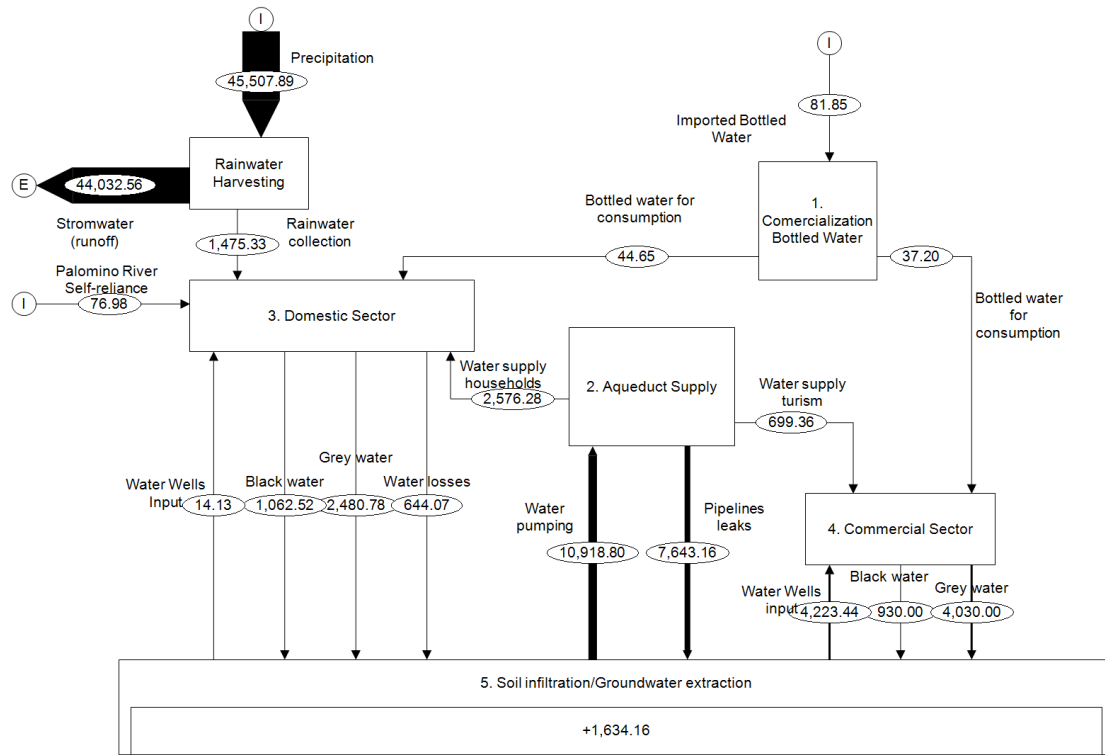 I
Precipitation
45,507.89
I
81.85
Imported Bottled
Water
Rainwater
Harvesting
E
44,032.56
Stromwater
(runoff)
1,475.33
Rainwater
collection
Bottled water for
consumption
44.65
1.
Comercialization
Bottled Water
37.20
Bottled water
for
consumption
Palomino River
Self-reliance
I
76.98
3. Domestic Sector
2. Aqueduct Supply
Water supply
households
2,576.28
Water supply
turism
699.36
Water Wells
Input
14.13
Black water
1,062.52
Grey water
2,480.78
Water losses
644.07
Water
pumping
10,918.80
Pipelines
leaks
7,643.16
4. Commercial Sector
Water Wells
input
4,223.44
Black water
930.00
Grey water
4,030.00
5. Soil infiltration/Groundwater extraction
+1,634.16